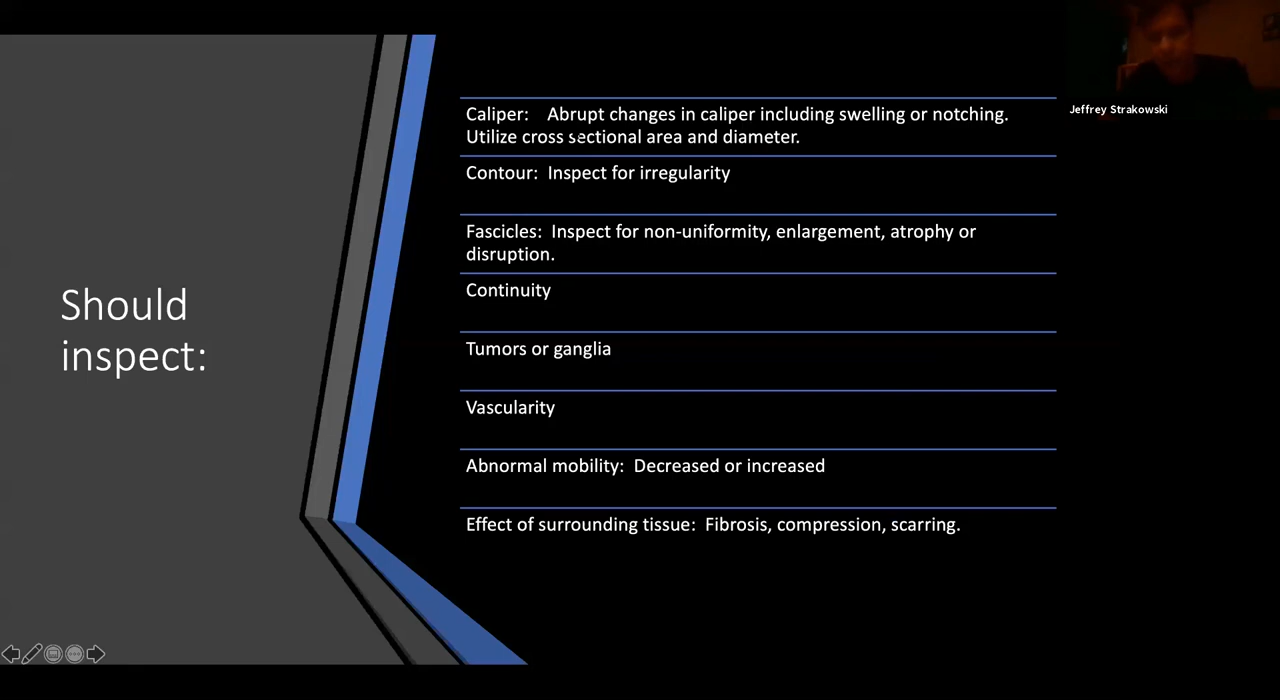 Should
inspect:
Caliper: Abrupt changes in caliper including swelling or notching.
Utilize cross sectional area and diameter.
Contour: Inspect for irregularity
Fascicles: Inspect for non-uniformity, enlargement, atrophy or
disruption.
Continuity
Tumors or ganglia
Vascularity
Abnormal mobility: Decreased or increased
Effect of surrounding tissue: Fibrosis, compression, scarring.
Jeffrey Strakowski